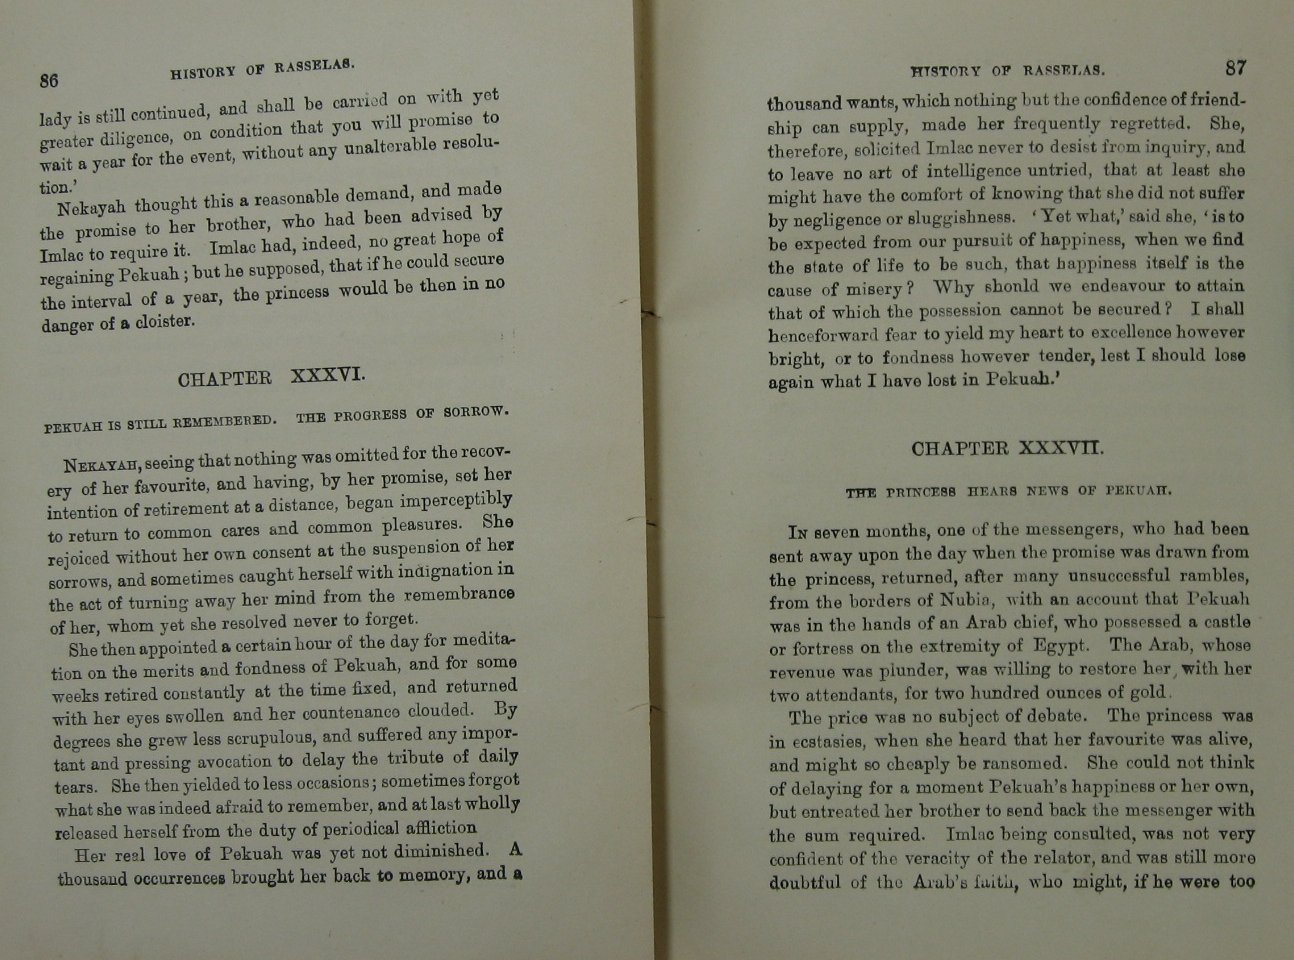 86
HISTORY OF RASSELAS.
lady is still continued, and shall be carried on with yet
greater diligence, on condition that you will promise to
wait a year for the event, without any unalterable resolu-
tion.'
Nekayah thought this a reasonable demand, and made
the promise to her brother, who had been advised by
Imlac to require it. Imlac had, indeed, no great hope of
regaining Pekuah; but he supposed, that if he could secure
the interval of a year, the princess would be then in no
danger of a cloister.
CHAPTER XXXVI.
PEKUAH IS STILL REMEMBERED. THE PROGRESS OF SORROW.
NEKAYAH, seeing that nothing was omitted for the recov-
ery of her favourite, and having, by her promise, set her
intention of retirement at a distance, began imperceptibly
to return to common cares and common pleasures. She
rejoiced without her own consent at the suspension of her
sorrows, and sometimes caught herself with indignation in
the act of turning away her mind from the remembrance
of her, whom yet she resolved never to forget.
She then appointed a certain hour of the day for medita-
tion on the merits and fondness of Pekuah, and for some
weeks retired constantly at the time fixed, and returned
with her eyes swollen and her countenance clouded. By
degrees she grew less scrupulous, and suffered any impor-
tant and pressing avocation to delay the tribute of daily
tears. She then yielded to less occasions; sometimes forgot
what she was indeed afraid to remember, and at last wholly
released herself from the duty of periodical affliction
Her real love of Pekuah was yet not diminished. A
thousand occurrences brought her back to memory, and a
HISTORY OF RASSELAS.
87
thousand wants, which nothing but the confidence of friend-
ship can supply, made her frequently regretted. She,
therefore, solicited Imlac never to desist from inquiry, and
to leave no art of intelligence untried, that at least she
might have the comfort of knowing that she did not suffer
by negligence or sluggishness. 'Yet what,' said she, 'is to
be expected from our pursuit of happiness, when we find
the state of life to be such, that happiness itself is the
cause of misery? Why should we endeavour to attain
that of which the possession cannot be secured? I shall
henceforward fear to yield my heart to excellence however
bright, or to fondness however tender, lest I should lose
again what I have lost in Pekuah.'
CHAPTER XXXVII.
THE PRINCESS HEARS NEWS OF PEKUAH.
IN seven months, one of the messengers, who had been
sent away upon the day when the promise was drawn from
the princess, returned, after many unsuccessful rambles,
from the borders of Nubia, with an account that Pekuah
was in the hands of an Arab chief, who possessed a castle
or fortress on the extremity of Egypt. The Arab, whose
revenue was plunder, was willing to restore her, with her
two attendants, for two hundred ounces of gold.
The price was no subject of debate. The princess was
in ecstasies, when she heard that her favourite was alive,
and might so cheaply be ransomed. She could not think
of delaying for a moment Pekuah's happiness or her own,
but entreated her brother to send back the messenger with
the sum required. Imlac being consulted, was not very
confident of the veracity of the relator, and was still more
doubtful of the Arab's faith, who might, if he were too